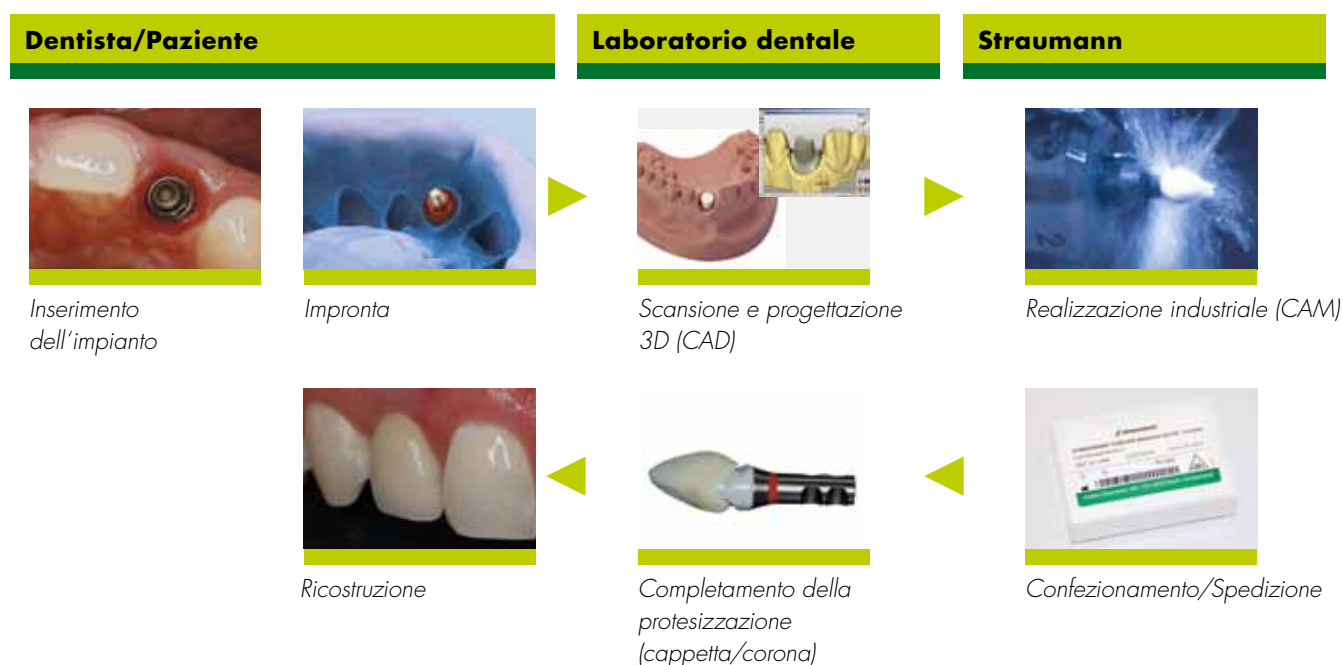 Dentista/Paziente
Laboratorio dentale
Straumann
Inserimento
dell‘impianto
Impronta
Scansione e progettazione
3D (CAD)
Realizzazione industriale (CAM)
Ricostruzione
Completamento della
protesizzazione
(cappetta/corona)
straumann
Confezionamento/Spedizione